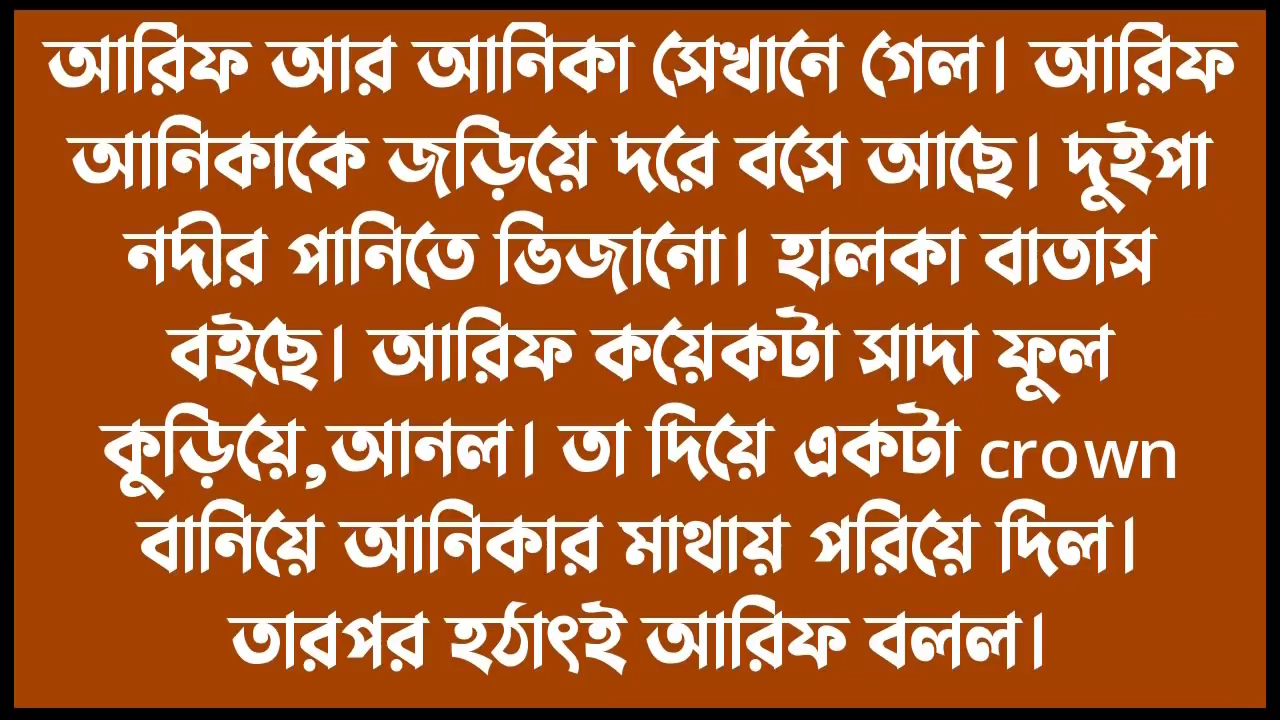 আরিফ আর আনিকা সেখানে গেল। আরিফ
আনিকাকে জড়িয়ে দরে বসে আছে। দুইপা
নদীর পানিতে ভিজানো। হালকা বাতাস
বইছে। আরিফ কয়েকটা সাদা ফুল
কুড়িয়ে,আনল। তা দিয়ে একটা crown
বানিয়ে আনিকার মাথায় পরিয়ে দিল।
তারপর হঠাৎই আরিফ বলল।